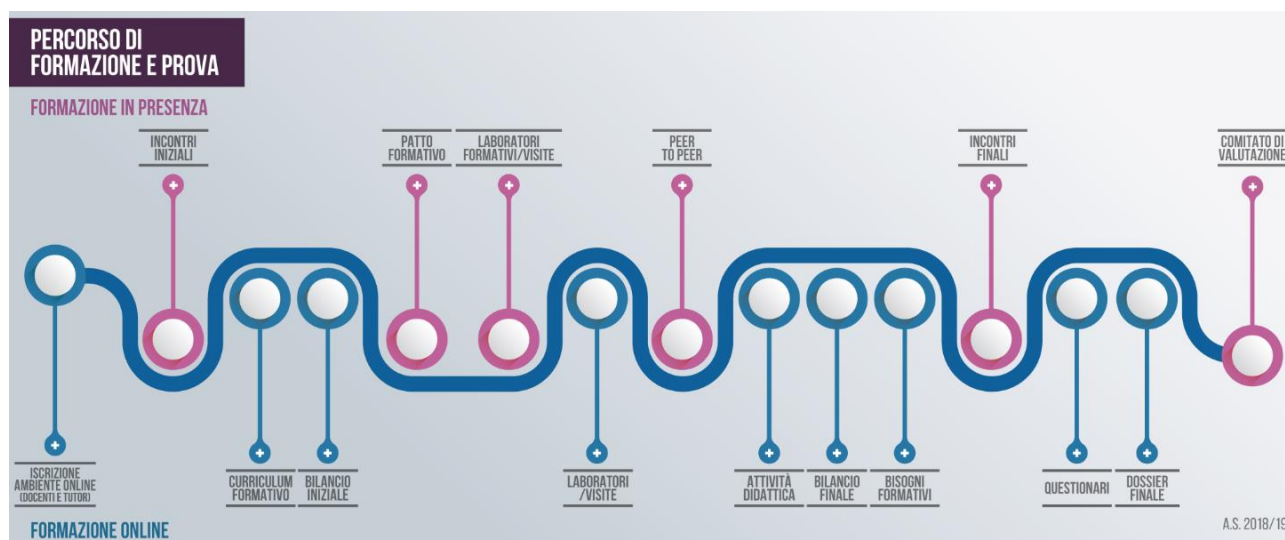 PERCORSO DI
FORMAZIONE E PROVA
FORMAZIONE IN PRESENZA
INCONTRI
INIZIALI
PATTO
FORMATIVO
LABORATORI
FORMATIVI/VISITE
PEER
TO PEER
INCONTRI
FINALI
COMITATO DI
VALUTAZIONE
ISCRIZIONE
AMBIENTE ONLINE
(DOCENTI E TUTOR)
CURRICULUM
FORMATIVO
BILANCIO
INIZIALE
LABORATORI
/VISITE
ATTIVITÀ
DIDATTICA
BILANCIO
FINALE
BISOGNI
FORMATIVI
QUESTIONARI
DOSSIER
FINALE
FORMAZIONE ONLINE
A.S. 2018/19